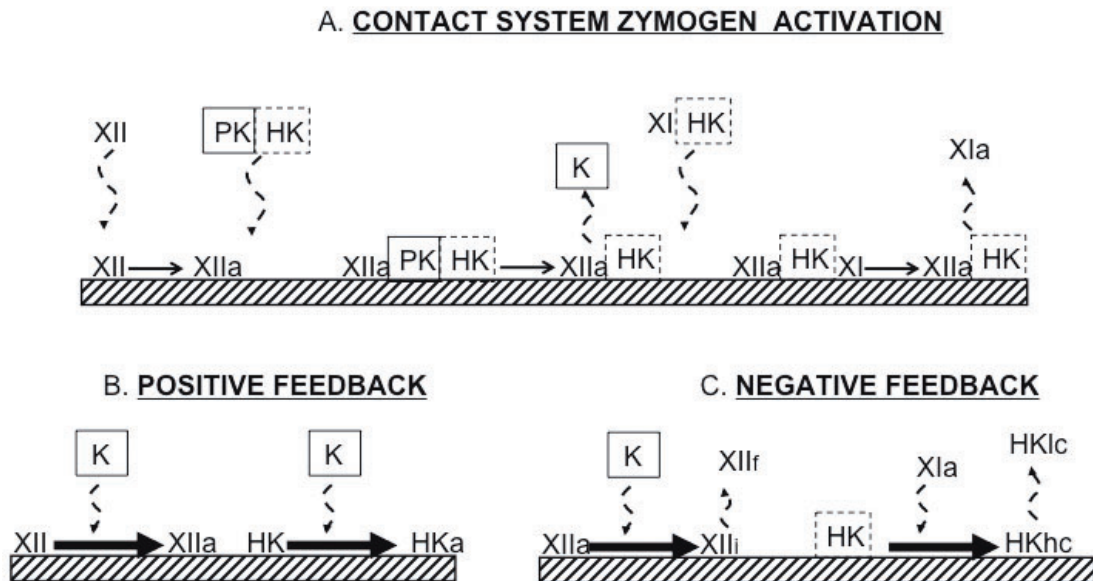 A. CONTACT SYSTEM ZYMOGEN ACTIVATION
XII PK HK XI HK XIa
K
XII XIIa XIIa PK HK XIIa HK XIIa HK XI XIIa HK
B. POSITIVE FEEDBACK
K K
XII XIIa HK HKa
C. NEGATIVE FEEDBACK
K XIIf XIa HKlc
XIIa XIIi HK HKhc